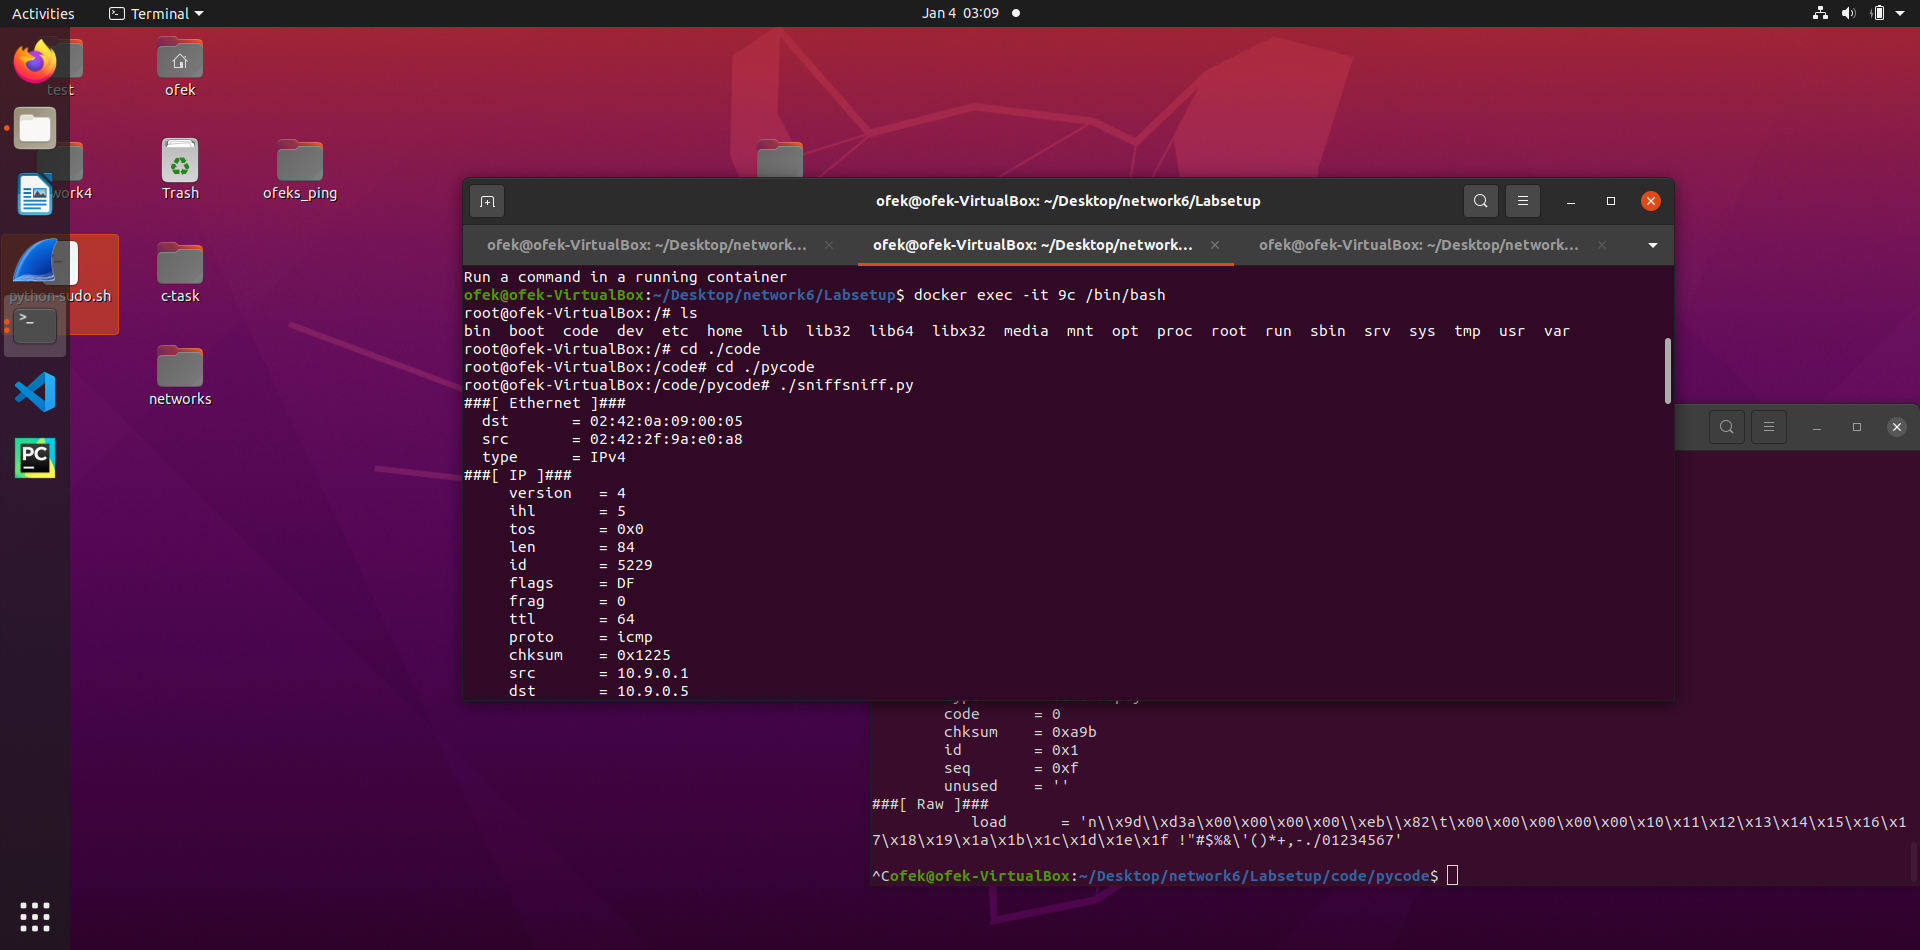 Activities
Terminal
Jan 4 03:09
test
ofek
work4
Trash
ofeks_ping
python-sudo.sh
c-task
networks
PC
ofek@ofek-VirtualBox: ~/Desktop/network6/Labsetup
ofek@ofek-VirtualBox: ~/Desktop/network...
ofek@ofek-VirtualBox: ~/Desktop/network...
ofek@ofek-VirtualBox: ~/Desktop/network...
Run a command in a running container
ofek@ofek-VirtualBox:~/Desktop/network6/Labsetup$ docker exec -it 9c /bin/bash
root@ofek-VirtualBox:/# ls
bin  boot  code  dev  etc  home  lib  lib32  lib64  libx32  media  mnt  opt  proc  root  run  sbin  srv  sys  tmp  usr  var
root@ofek-VirtualBox:/# cd ./code
root@ofek-VirtualBox:/code# cd ./pycode
root@ofek-VirtualBox:/code/pycode# ./sniffsniff.py
###[ Ethernet ]###
  dst       = 02:42:0a:09:00:05
  src       = 02:42:2f:9a:e0:a8
  type      = IPv4
###[ IP ]###
     version   = 4
     ihl       = 5
     tos       = 0x0
     len       = 84
     id        = 5229
     flags     = DF
     frag      = 0
     ttl       = 64
     proto     = icmp
     chksum    = 0x1225
     src       = 10.9.0.1
     dst       = 10.9.0.5
        code      = 0
        chksum    = 0xa9b
        id        = 0x1
        seq       = 0xf
        unused    = ''
###[ Raw ]###
           load      = 'n\\x9d\\xd3a\x00\x00\x00\x00\\xeb\\x82\t\x00\x00\x00\x00\x00\x10\x11\x12\x13\x14\x15\x16\x1
7\x18\x19\x1a\x1b\x1c\x1d\x1e\x1f !"#$%&\'()*+,-./01234567'
^Cofek@ofek-VirtualBox:~/Desktop/network6/Labsetup/code/pycode$